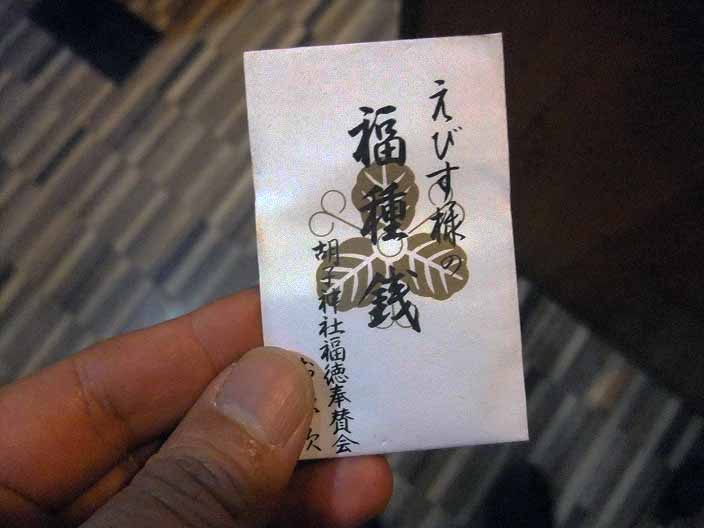 えびす様の
福種銭
胡子神社福徳奉賛会